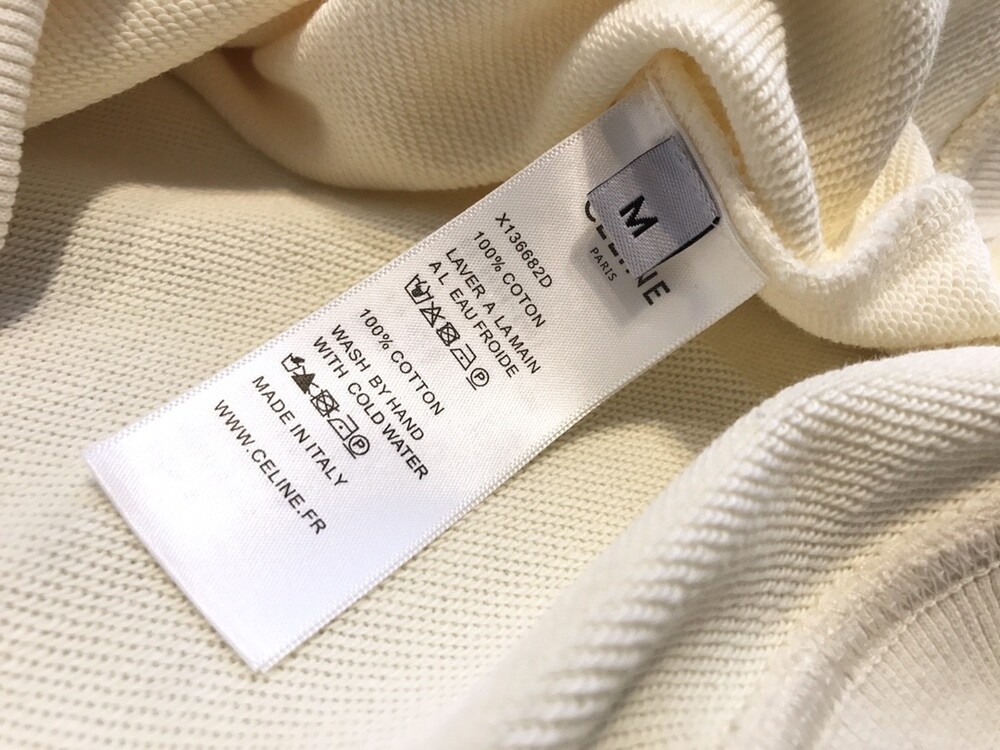 M
CELINE
PARIS
X136682D
100% COTON
LAVER A LA MAIN
A L EAU FROIDE
P
100% COTTON
WASH BY HAND
WITH COLD WATER
P
MADE IN ITALY
WWW.CELINE.FR